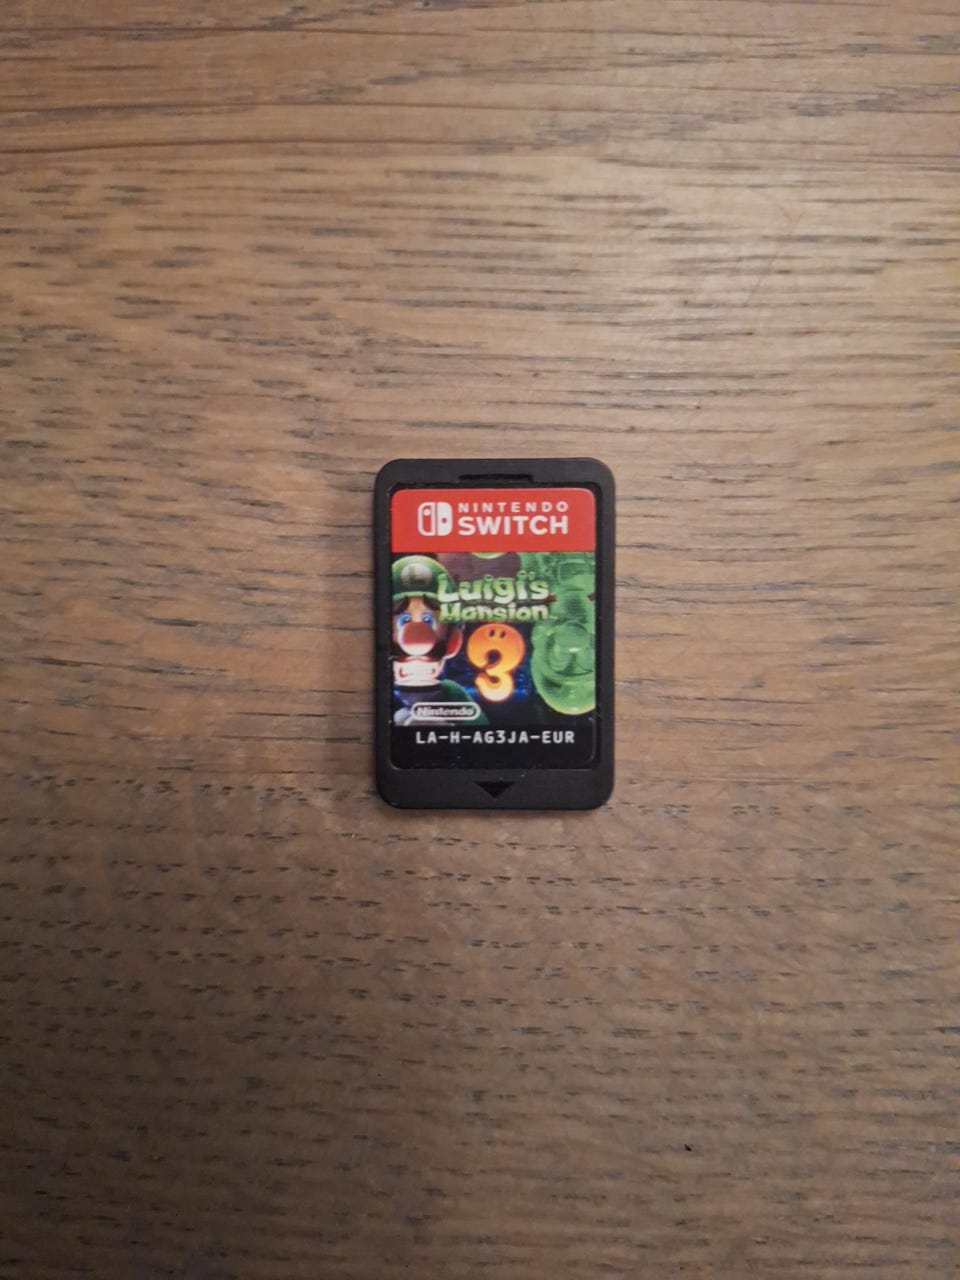 NINTENDO
SWITCH
L
Luigi's
Mansion
3
Nintendo
LA-H-AG3JA-EUR